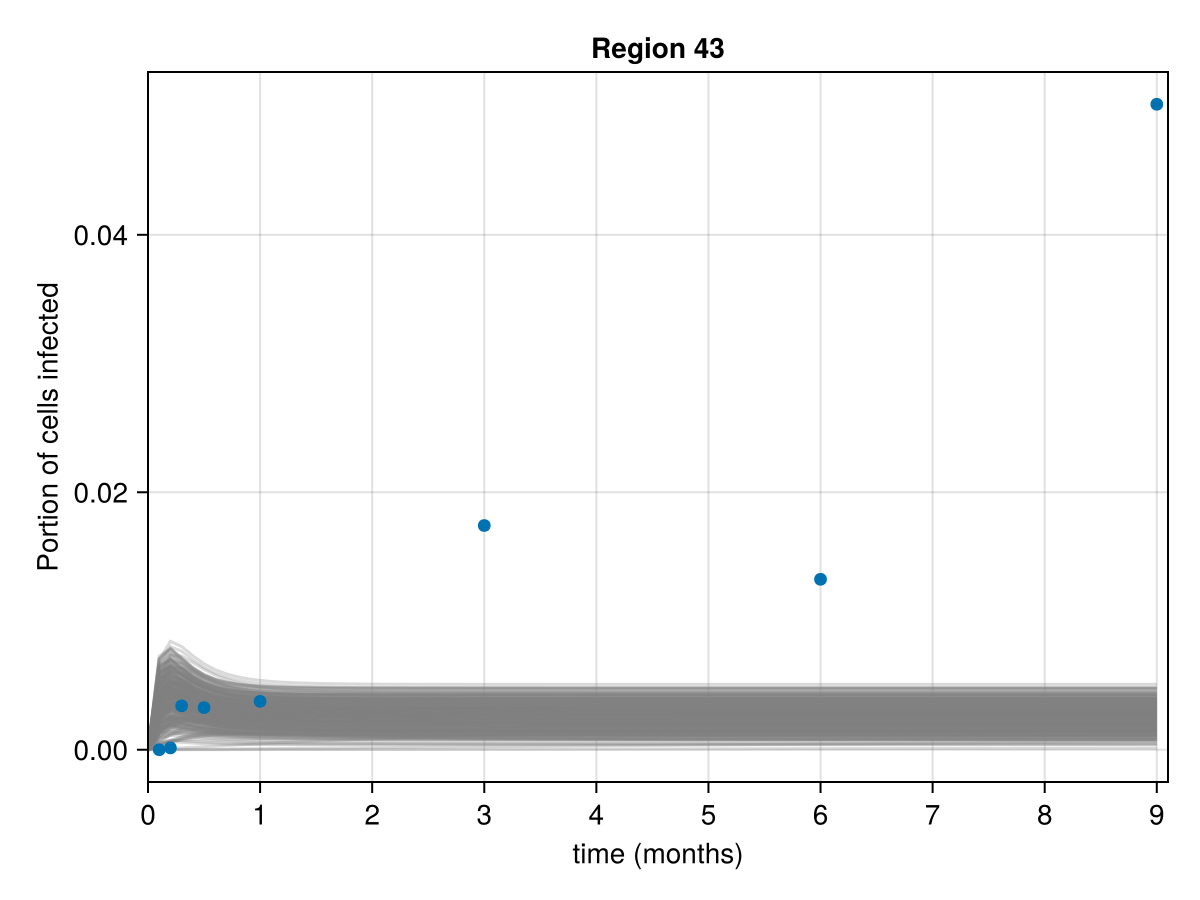 Region 43
Portion of cells infected
0.04
0.02
0.00
0 1 2 3 4 5 6 7 8 9
time (months)